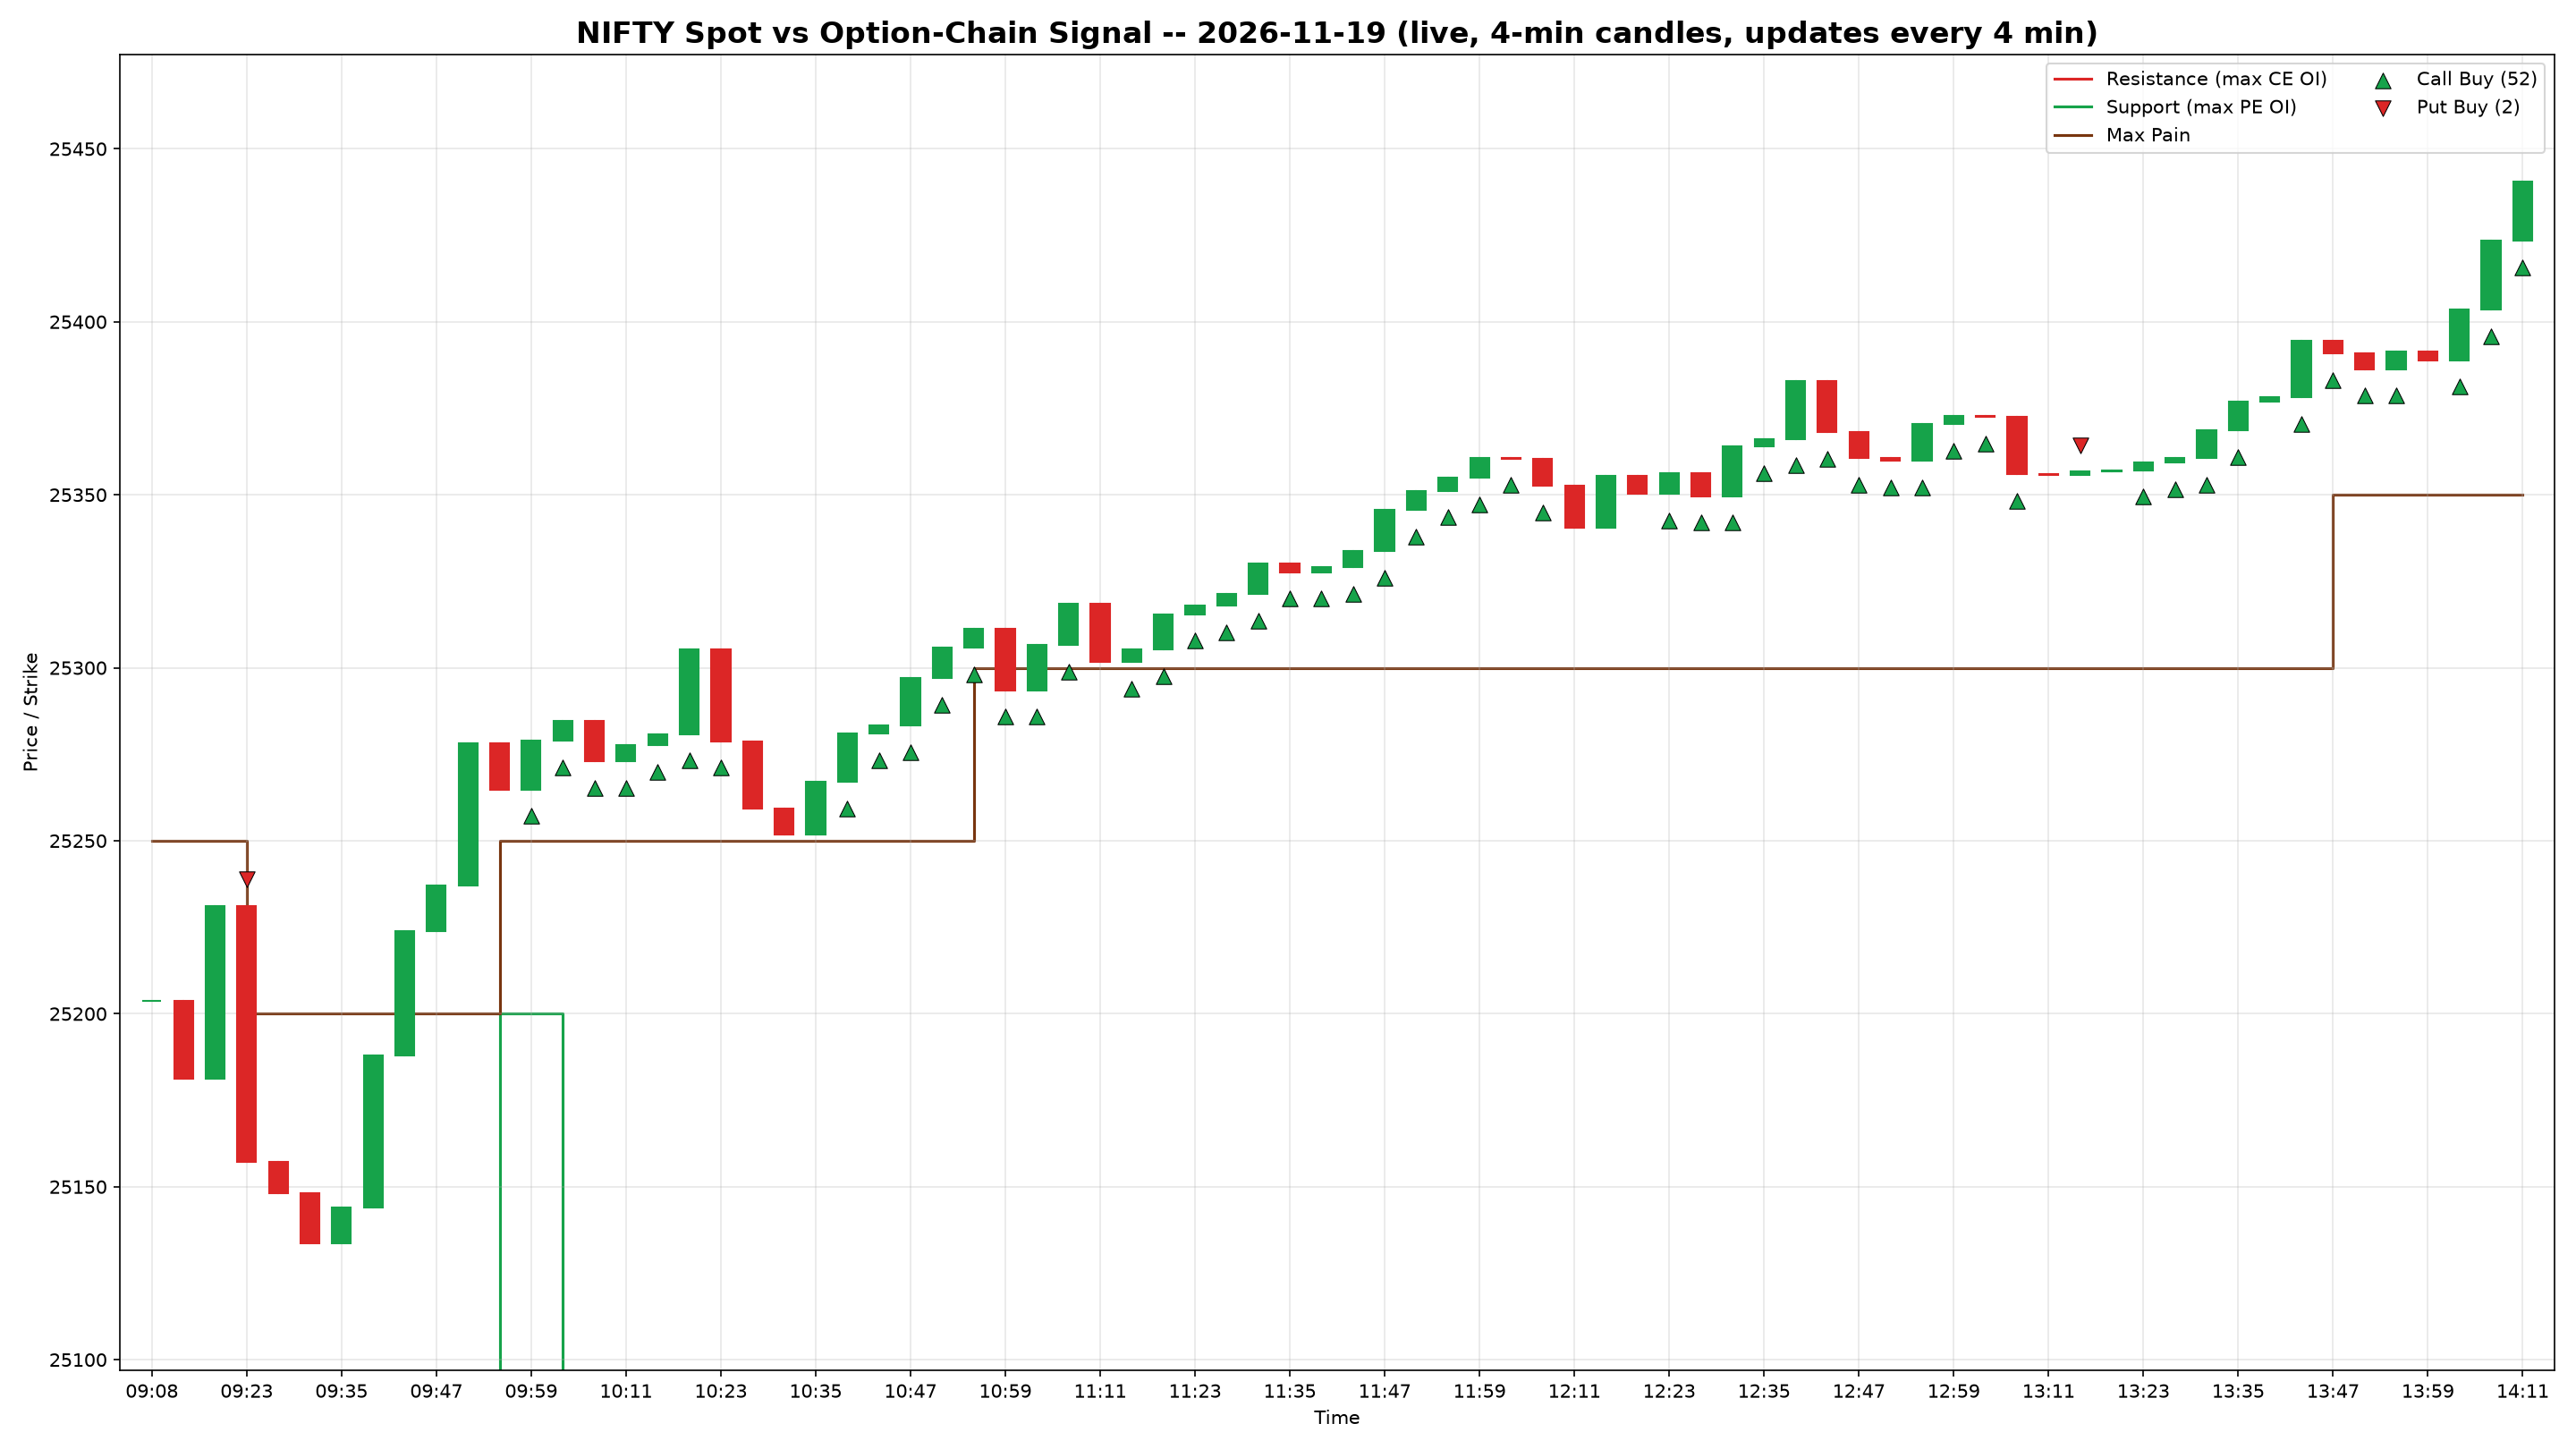 NIFTY Spot vs Option-Chain Signal -- 2026-11-19 (live, 4-min candles, updates every 4 min)
Resistance (max CE OI)
Support (max PE OI)
Max Pain
Call Buy (52)
Put Buy (2)
Price / Strike
25450
25400
25350
25300
25250
25200
25150
25100
09:08 09:23 09:35 09:47 09:59 10:11 10:23 10:35 10:47 10:59 11:11 11:23 11:35 11:47 11:59 12:11 12:23 12:35 12:47 12:59 13:11 13:23 13:35 13:47 13:59 14:11
Time